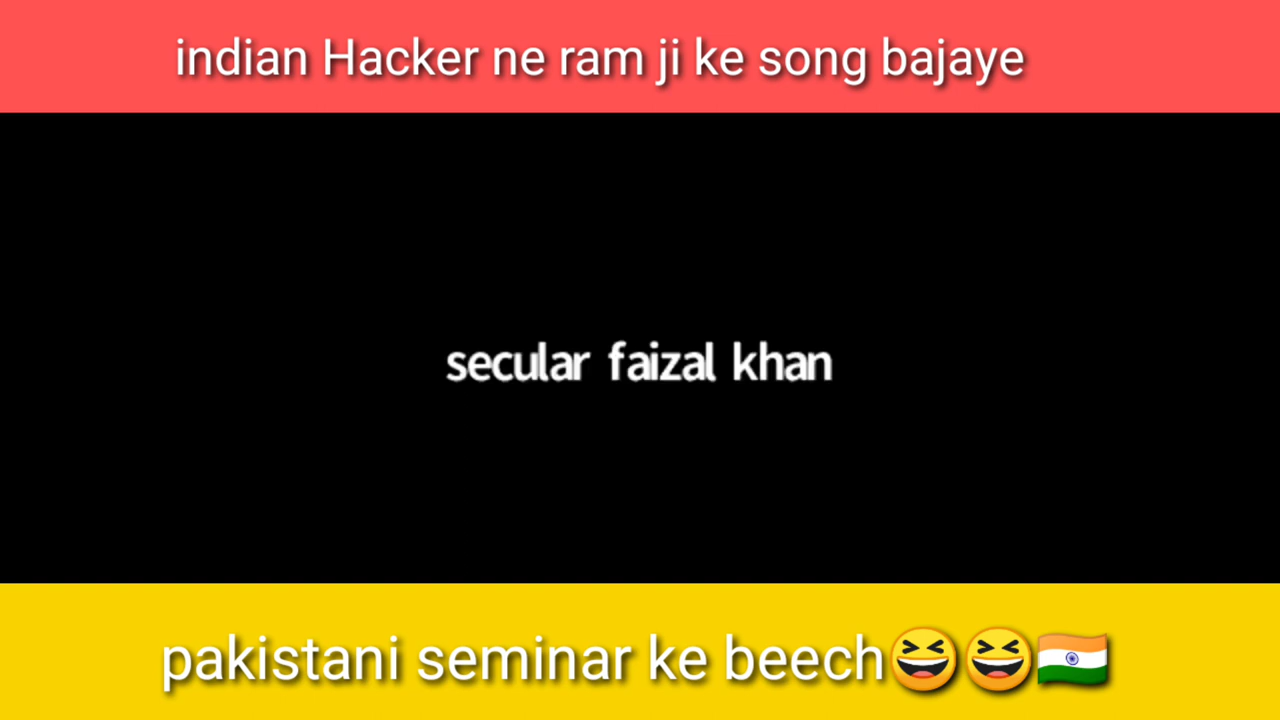 indian Hacker ne ram ji ke song bajaye
secular faizal khan
pakistani seminar ke beech😆😆🇮🇳